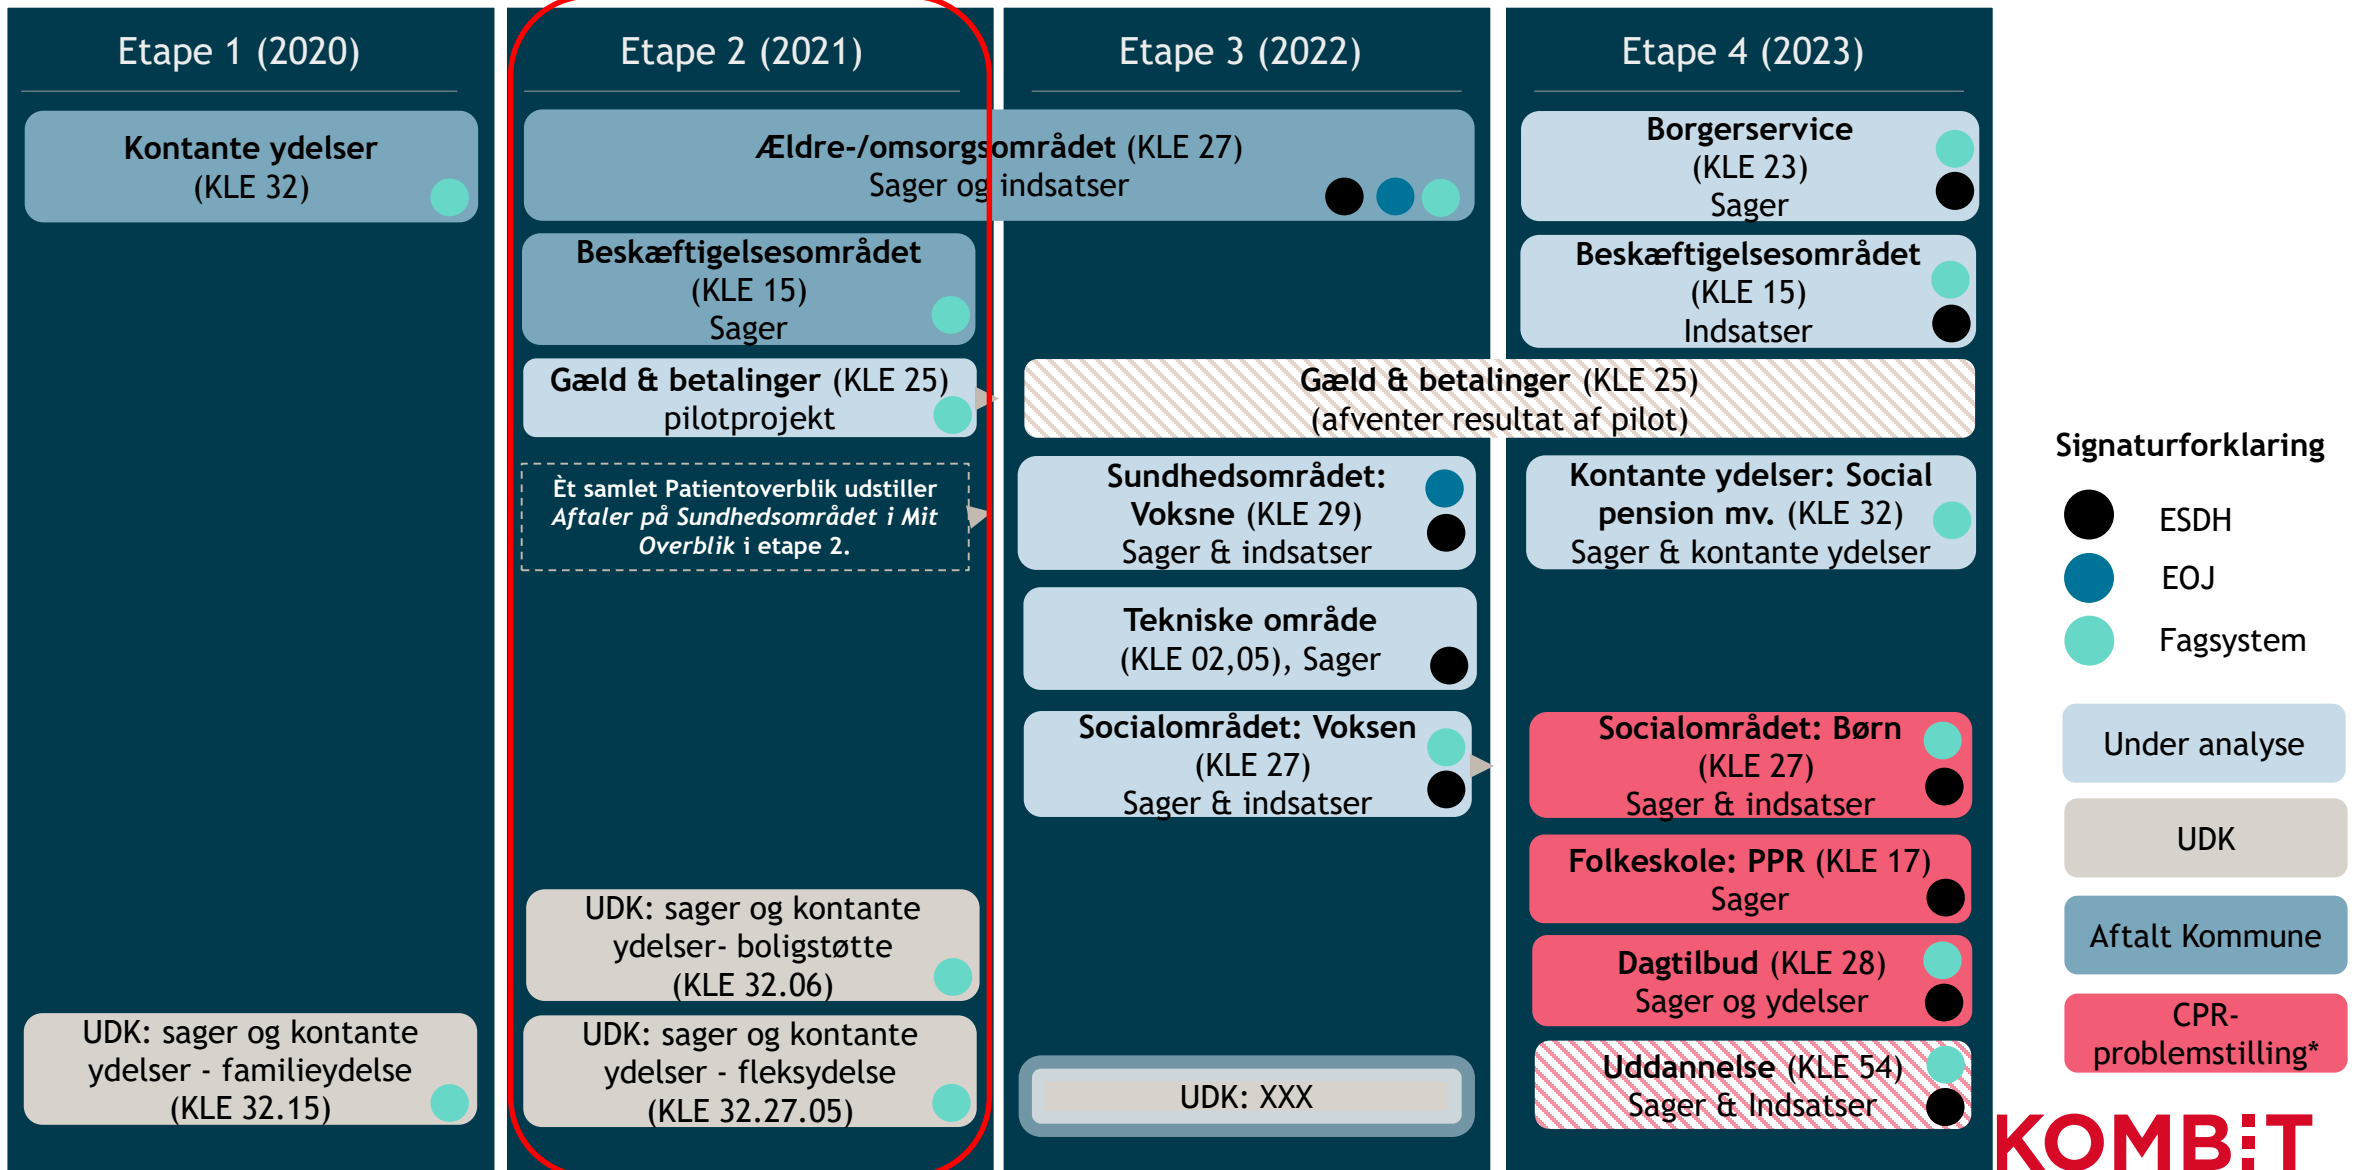 Etape 1 (2020)
Kontante ydelser
(KLE 32)
UDK: sager og kontante
ydelser - familieydelse
(KLE 32.15)
Etape 2 (2021)
Ældre-/omsorgsområdet (KLE 27)
Sager og indsatser
Beskæftigelsesområdet
(KLE 15)
Sager
Gæld & betalinger (KLE 25)
pilotprojekt
Èt samlet Patientoverblik udstiller
Aftaler på Sundhedsområdet i Mit
Overblik i etape 2.
UDK: sager og kontante
ydelser- boligstøtte
(KLE 32.06)
UDK: sager og kontante
ydelser - fleksydelse
(KLE 32.27.05)
Etape 3 (2022)
Gæld & betalinger (KLE 25)
(afventer resultat af pilot)
Sundhedsområdet:
Voksne (KLE 29)
Sager & indsatser
Tekniske område
(KLE 02,05), Sager
Socialområdet: Voksen
(KLE 27)
Sager & indsatser
UDK: XXX
Etape 4 (2023)
Borgerservice
(KLE 23)
Sager
Beskæftigelsesområdet
(KLE 15)
Indsatser
Kontante ydelser: Social
pension mv. (KLE 32)
Sager & kontante ydelser
Socialområdet: Børn
(KLE 27)
Sager & indsatser
Folkeskole: PPR (KLE 17)
Sager
Dagtilbud (KLE 28)
Sager og ydelser
Uddannelse (KLE 54)
Sager & Indsatser
Signaturforklaring
ESDH
EOJ
Fagsystem
Under analyse
UDK
Aftalt Kommune
CPR-
problemstilling*
KOMBIT